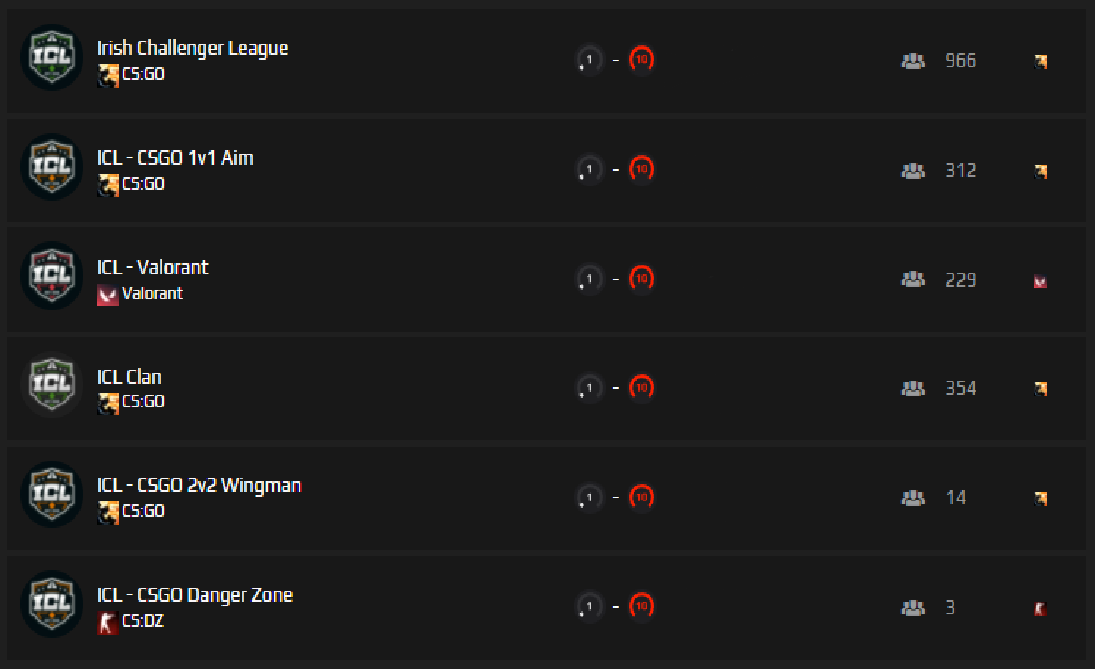 ICL
Irish Challenger League
CS:GO
1 - 10
966
ICL
ICL - CSGO 1v1 Aim
CS:GO
1 - 10
312
ICL
ICL - Valorant
Valorant
1 - 10
229
ICL
ICL Clan
CS:GO
1 - 10
354
ICL
ICL - CSGO 2v2 Wingman
CS:GO
1 - 10
14
ICL
ICL - CSGO Danger Zone
CS:DZ
1 - 10
3